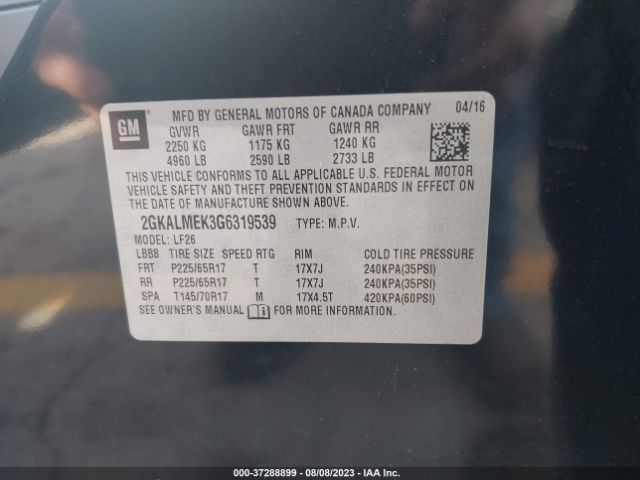 GM
MFD BY GENERAL MOTORS OF CANADA COMPANY 04/16
GVWR GAWR FRT GAWR RR
2250 KG 1175 KG 1240 KG
4960 LB 2590 LB 2733 LB
THIS VEHICLE CONFORMS TO ALL APPLICABLE U.S. FEDERAL MOTOR
VEHICLE SAFETY AND THEFT PREVENTION STANDARDS IN EFFECT ON
THE DATE OF MANUFACTURE SHOWN ABOVE.
2GKALMEK3G6319539 TYPE: M.P.V.
MODEL: LF26
LBBB TIRE SIZE SPEED RTG RIM COLD TIRE PRESSURE
FRT P225/65R17 T 17X7J 240KPA(35PSI)
RR P225/65R17 T 17X7J 240KPA(35PSI)
SPA T145/70R17 M 17X4.5T 420KPA(60PSI)
SEE OWNER'S MANUAL FOR MORE INFORMATION.
000-37288899 - 08/08/2023 - IAA Inc.